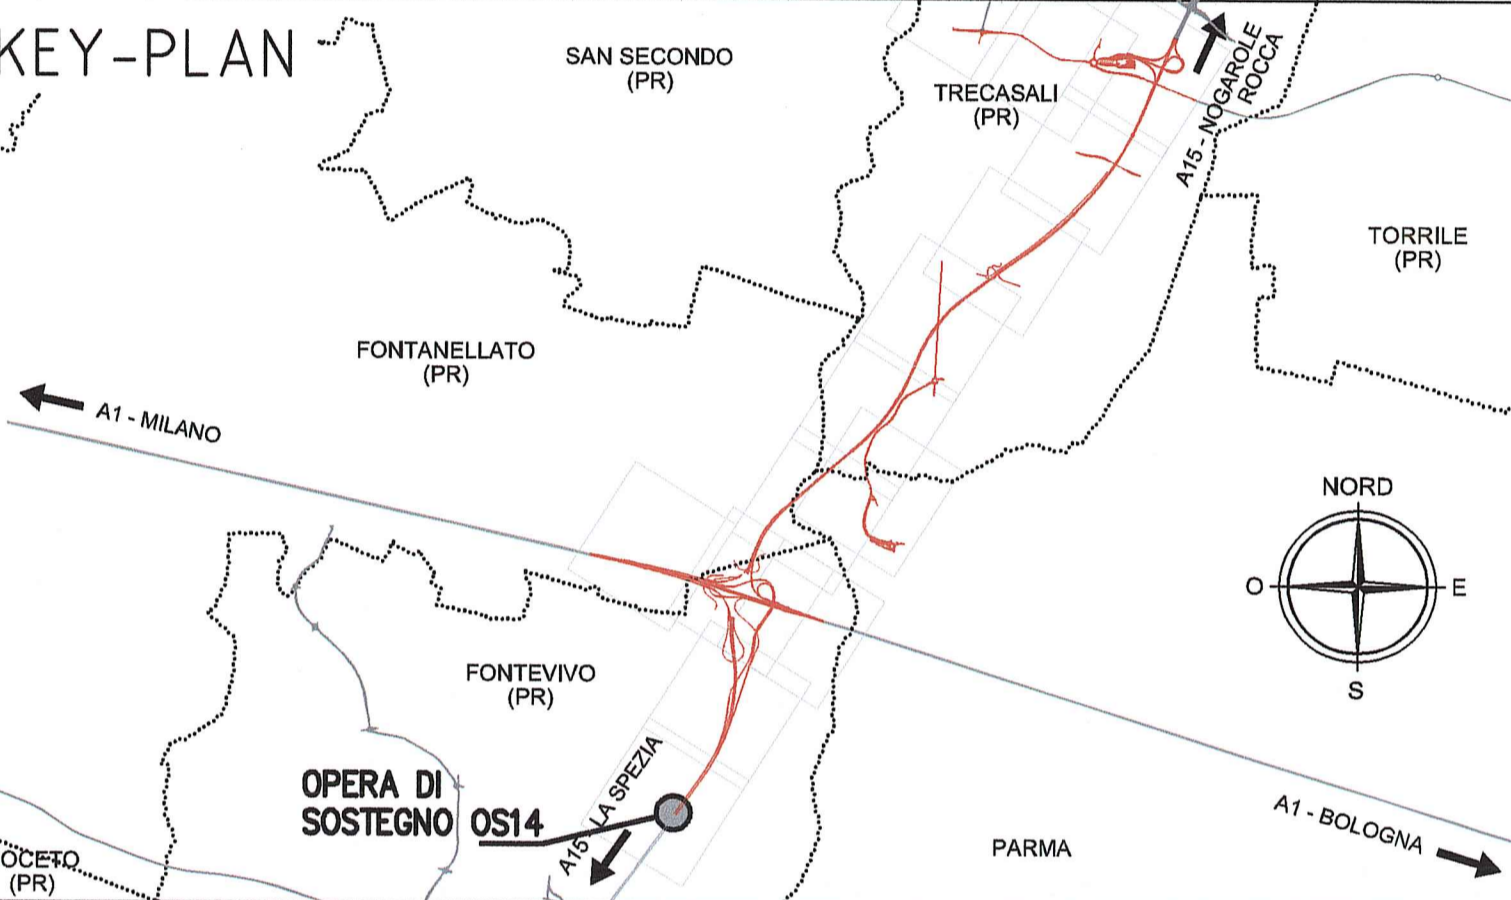 KEY-PLAN
SAN SECONDO
(PR)
TRECASALI
(PR)
A15 - NOGAROLE
ROCCA
TORRILE
(PR)
FONTANELLATO
(PR)
A1 - MILANO
NORD
O
E
S
FONTEVIVO
(PR)
OPERA DI
SOSTEGNO OS14
A15 - LA SPEZIA
A1 - BOLOGNA
PARMA
OCETO
(PR)